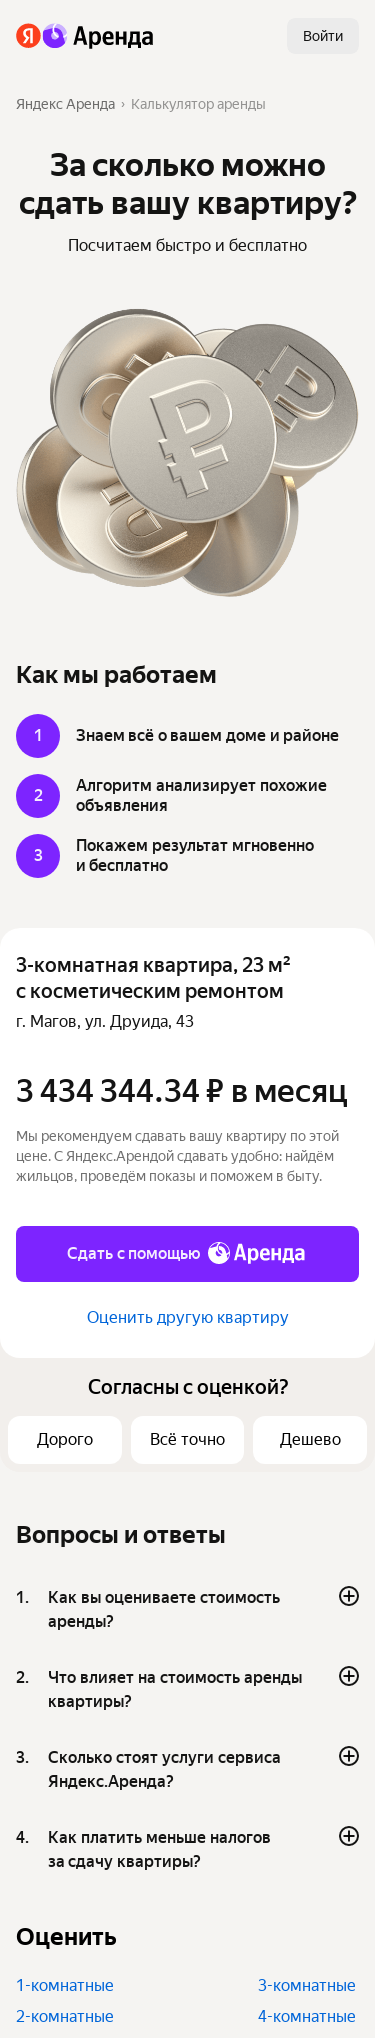 Я Аренда
Войти
Яндекс Аренда › Калькулятор аренды
За сколько можно
сдать вашу квартиру?
Посчитаем быстро и бесплатно
Как мы работаем
1 Знаем всё о вашем доме и районе
2 Алгоритм анализирует похожие
объявления
3 Покажем результат мгновенно
и бесплатно
3-комнатная квартира, 23 м²
с косметическим ремонтом
г. Магов, ул. Друида, 43
3 434 344.34 ₽ в месяц
Мы рекомендуем сдавать вашу квартиру по этой
цене. С Яндекс.Арендой сдавать удобно: найдём
жильцов, проведём показы и поможем в быту.
Сдать с помощью Аренда
Оценить другую квартиру
Согласны с оценкой?
Дорого Всё точно Дешево
Вопросы и ответы
1. Как вы оцениваете стоимость
аренды?
2. Что влияет на стоимость аренды
квартиры?
3. Сколько стоят услуги сервиса
Яндекс.Аренда?
4. Как платить меньше налогов
за сдачу квартиры?
Оценить
1-комнатные 3-комнатные
2-комнатные 4-комнатные